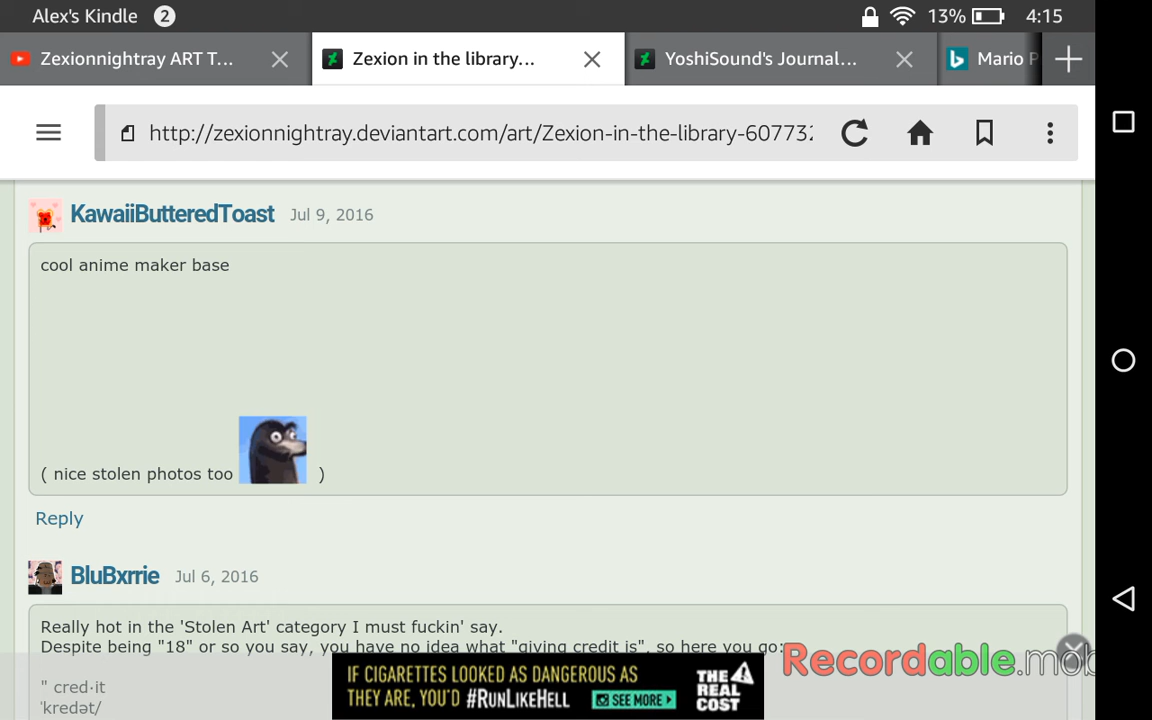 Alex's Kindle 2 13% 4:15
Zexionnightray ART T... Zexion in the library... YoshiSound's Journal... Mario P
http://zexionnightray.deviantart.com/art/Zexion-in-the-library-607732
KawaiiButteredToast Jul 9, 2016
cool anime maker base
( nice stolen photos too )
Reply
BluBxrrie Jul 6, 2016
Really hot in the 'Stolen Art' category I must fuckin' say.
Despite being "18" or so you say, you have no idea what "giving credit is", so here you go:
" cred·it
ˈkredət/
IF CIGARETTES LOOKED AS DANGEROUS AS
THEY ARE, YOU'D #RUNLIKEHELL
SEE MORE
THE
REAL
COST
Recordable.mob